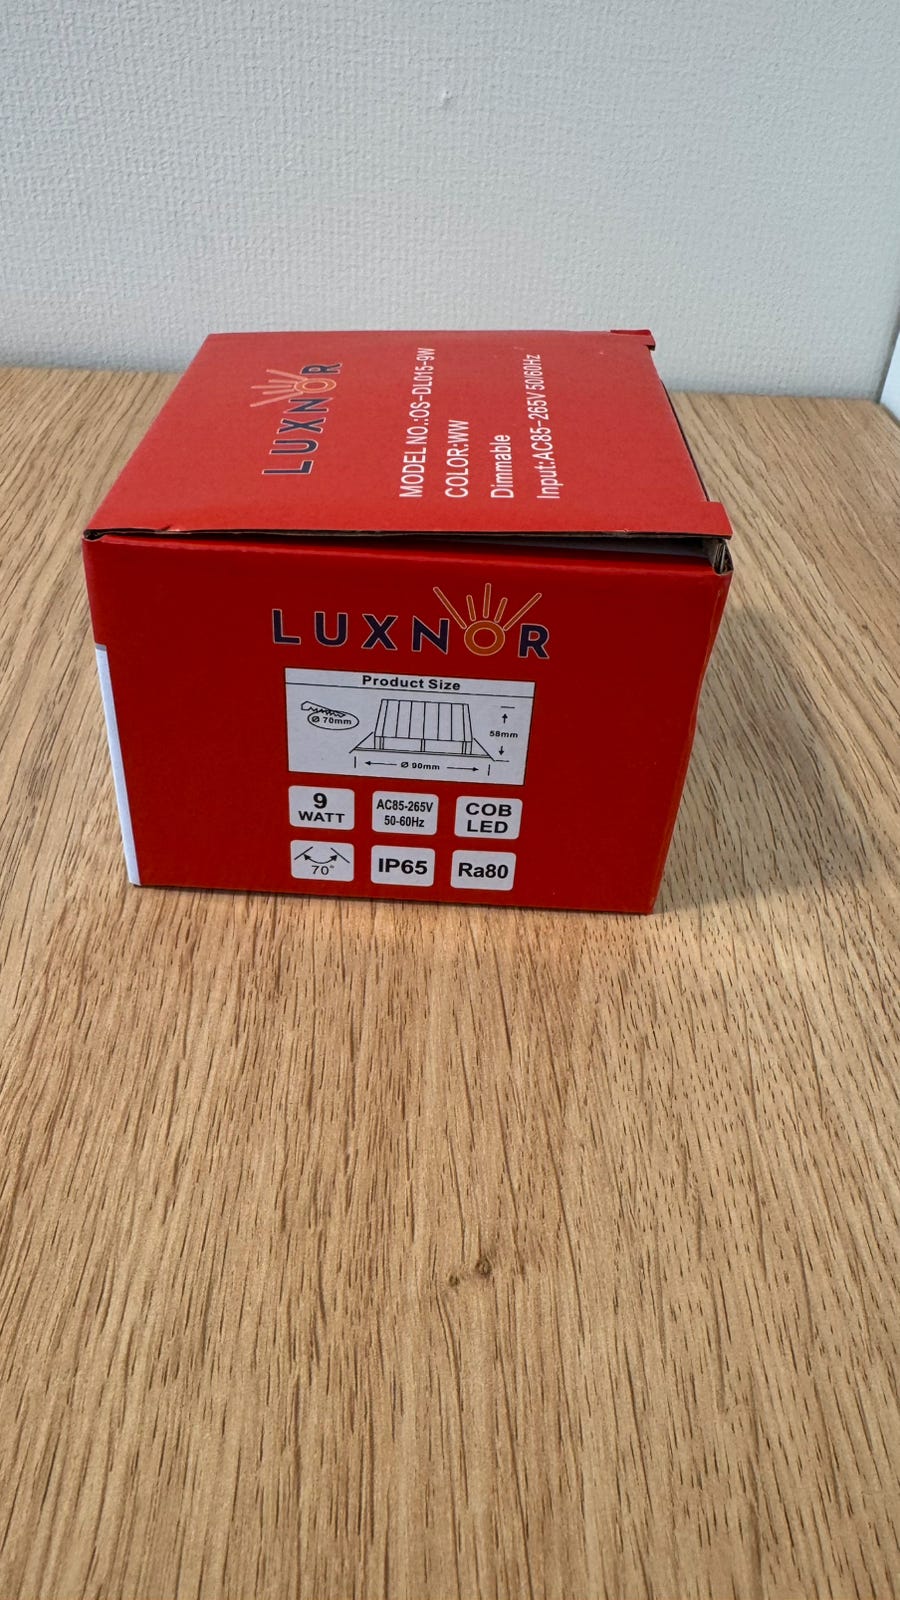 LUXNOR
MODEL NO.:OS-DL015-9W
COLOR:WW
Dimmable
Input:AC85-265V 50/60Hz
LUXNOR
Product Size
Ø 70mm
58mm
Ø 90mm
9
WATT
AC85-265V
50-60Hz
COB
LED
70°
IP65
Ra80